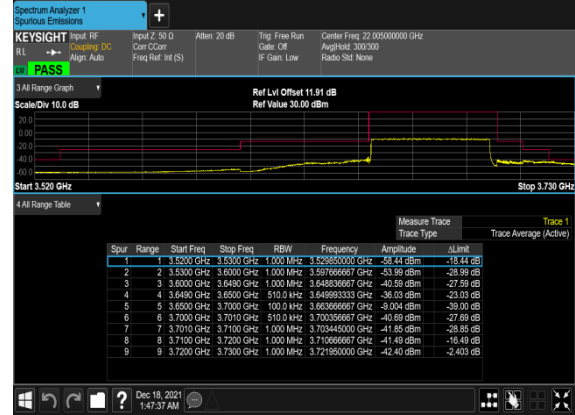 Spectrum Analyzer 1
Spurious Emissions
KEYSIGHT Input: RF Input Z: 50 Ω Atten: 20 dB Trig: Free Run Center Freq: 22.005000000 GHz
RL Coupling: DC Corr CCorr Gate: Off Avg|Hold: 300/300
Align: Auto Freq Ref: Int (S) IF Gain: Low Radio Std: None
PASS
3 All Range Graph
Ref Lvl Offset 11.91 dB
Scale/Div 10.0 dB Ref Value 30.00 dBm
20.0
0.00
-20.0
-40.0
-60.0
Start 3.520 GHz Stop 3.730 GHz
4 All Range Table
Measure Trace Trace 1
Trace Type Trace Average (Active)
Spur Range Start Freq Stop Freq RBW Frequency Amplitude ΔLimit
1 1 3.5200 GHz 3.5300 GHz 1.000 MHz 3.529850000 GHz -58.44 dBm -18.44 dB
2 2 3.5300 GHz 3.6000 GHz 1.000 MHz 3.597666667 GHz -53.99 dBm -28.99 dB
3 3 3.6000 GHz 3.6490 GHz 1.000 MHz 3.648836667 GHz -40.59 dBm -27.59 dB
4 4 3.6490 GHz 3.6500 GHz 510.0 kHz 3.649993333 GHz -36.03 dBm -23.03 dB
5 5 3.6500 GHz 3.7000 GHz 100.0 kHz 3.663666667 GHz -9.004 dBm -39.00 dB
6 6 3.7000 GHz 3.7010 GHz 510.0 kHz 3.700356667 GHz -40.69 dBm -27.69 dB
7 7 3.7010 GHz 3.7100 GHz 1.000 MHz 3.703445000 GHz -41.85 dBm -28.85 dB
8 8 3.7100 GHz 3.7200 GHz 1.000 MHz 3.710666667 GHz -41.49 dBm -16.49 dB
9 9 3.7200 GHz 3.7300 GHz 1.000 MHz 3.721950000 GHz -42.40 dBm -2.403 dB
Dec 18, 2021
1:47:37 AM